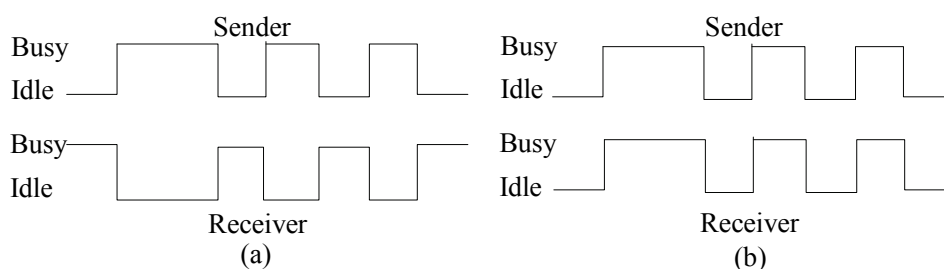 Sender
Busy
Idle
Busy
Idle
Receiver
(a)
Sender
Busy
Idle
Busy
Idle
Receiver
(b)